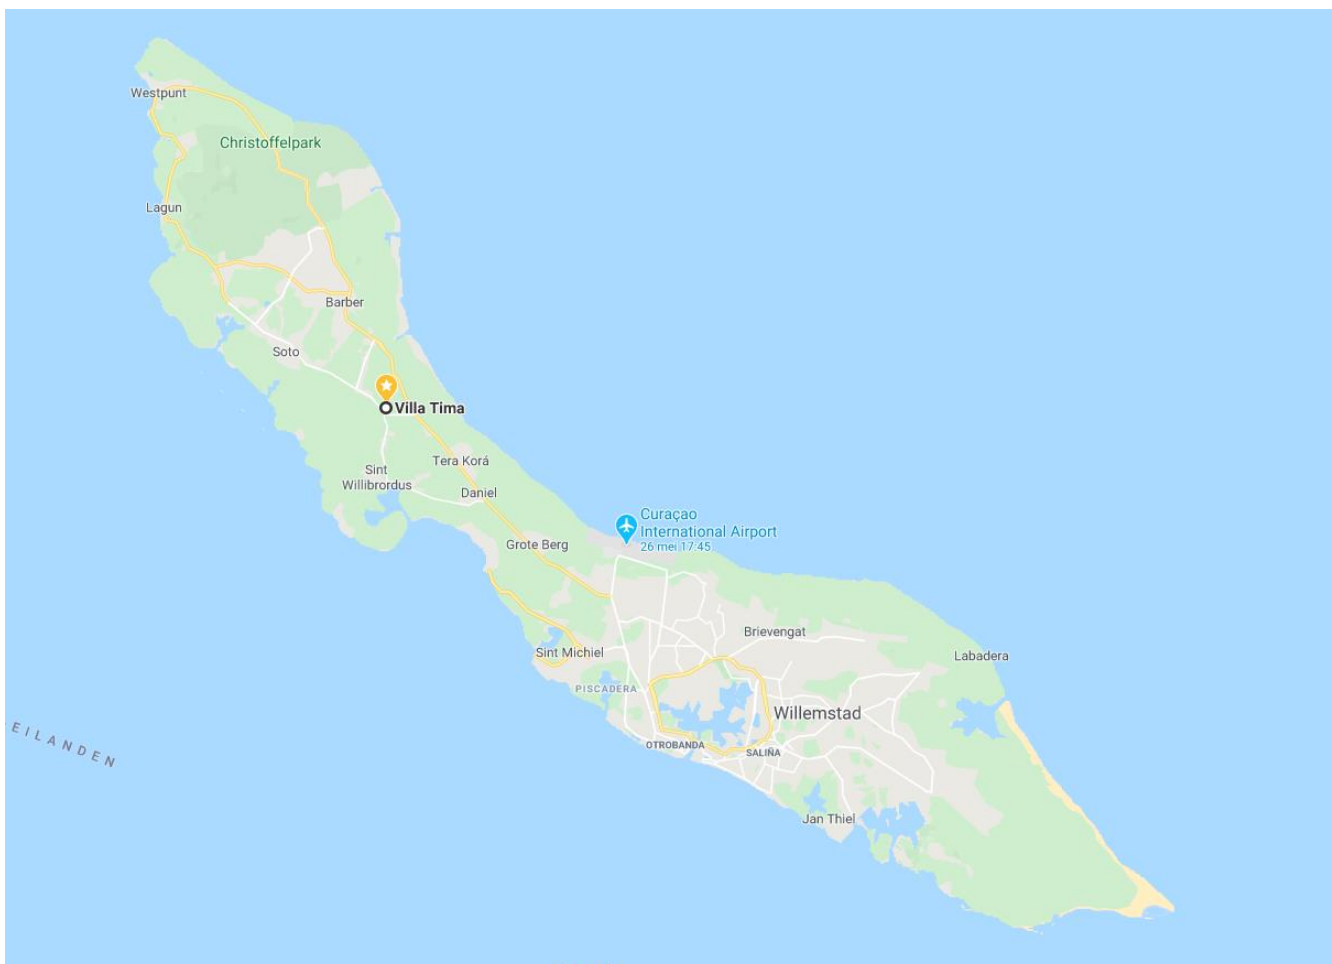 Westpunt
Christoffelpark
Lagun
Barber
Soto
Villa Tima
Tera Korá
Sint
Willibrordus
Daniel
Curaçao
International Airport
26 mei 17:45
Grote Berg
Brievengat
Sint Michiel
Labadera
PISCADERA
Willemstad
EILANDEN
OTROBANDA
SALIÑA
Jan Thiel